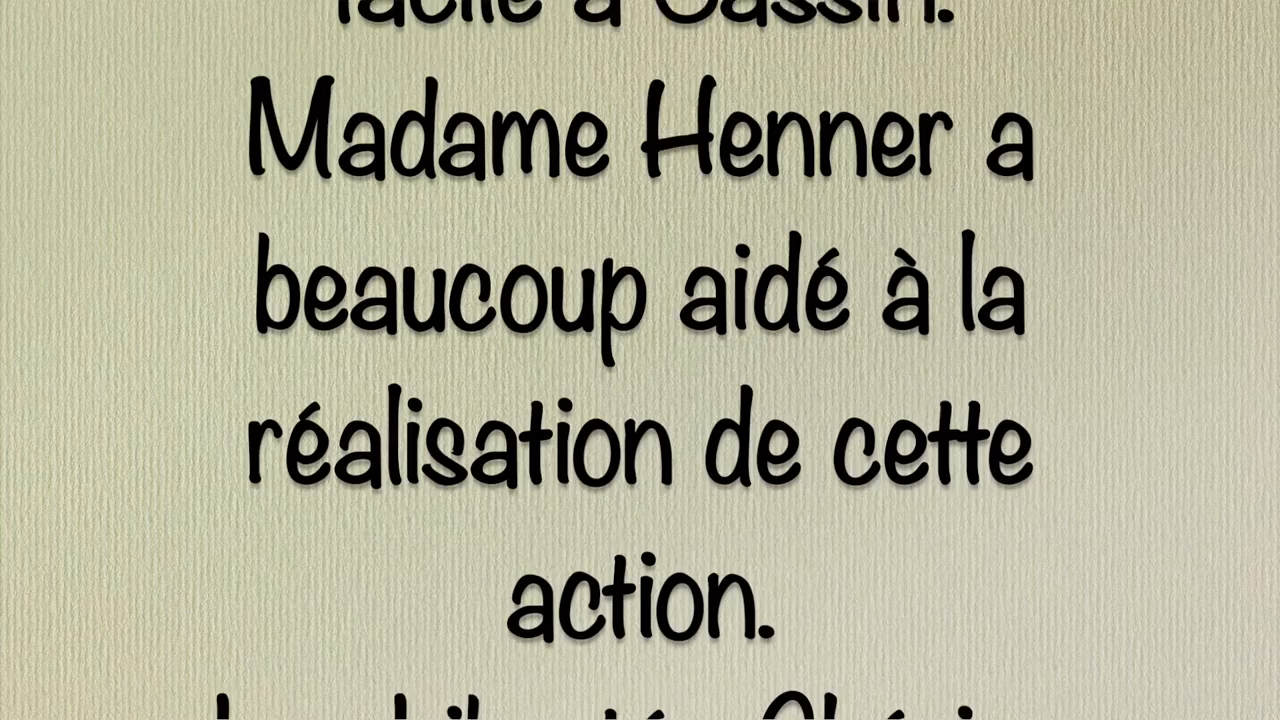 facile à Cassin.
Madame Henner a
beaucoup aidé à la
réalisation de cette
action.